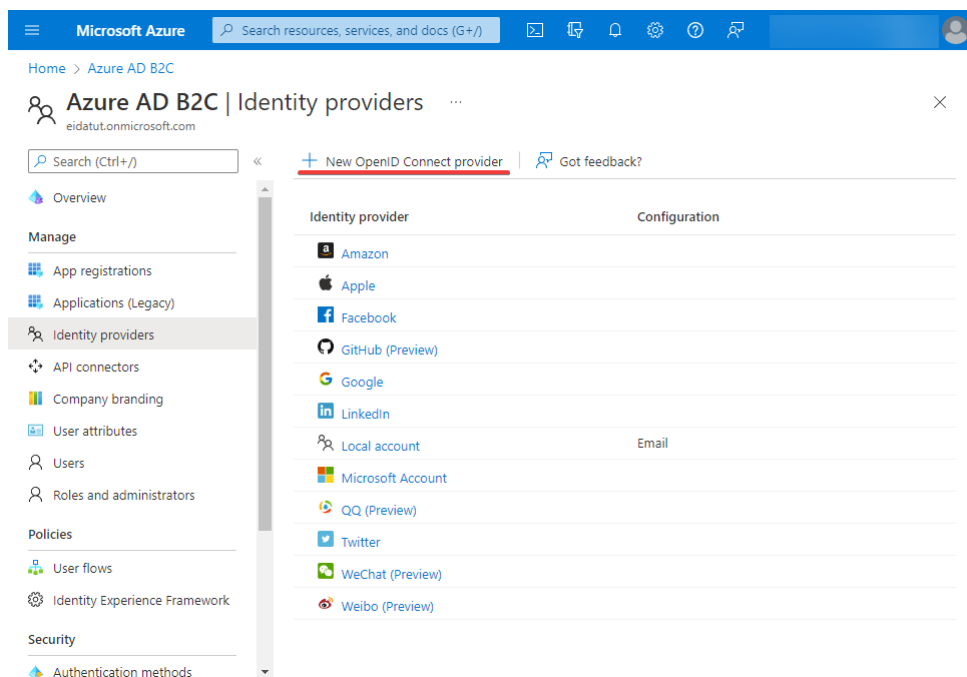 Microsoft Azure
Search resources, services, and docs (G+/)
Home > Azure AD B2C
Azure AD B2C | Identity providers ...
eidatut.onmicrosoft.com
Search (Ctrl+/)
«
+ New OpenID Connect provider
Got feedback?
Overview
Manage
App registrations
Applications (Legacy)
Identity providers
API connectors
Company branding
User attributes
Users
Roles and administrators
Policies
User flows
Identity Experience Framework
Security
Authentication methods
Identity provider Configuration
Amazon
Apple
Facebook
GitHub (Preview)
Google
LinkedIn
Local account Email
Microsoft Account
QQ (Preview)
Twitter
WeChat (Preview)
Weibo (Preview)